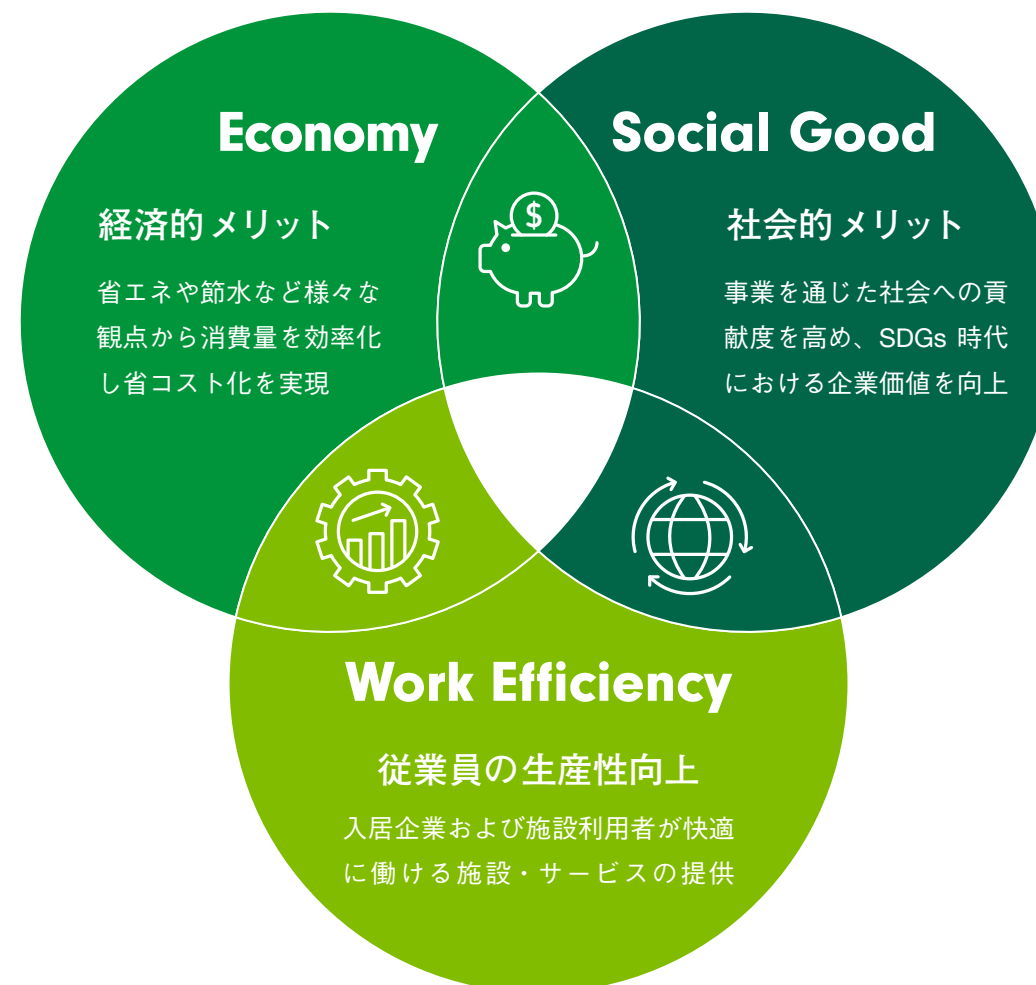 Economy
経済的メリット
省エネや節水など様々な
観点から消費量を効率化
し省コスト化を実現
$
Social Good
社会的メリット
事業を通じた社会への貢
献度を高め、SDGs 時代
における企業価値を向上
Work Efficiency
従業員の生産性向上
入居企業および施設利用者が快適
に働ける施設・サービスの提供